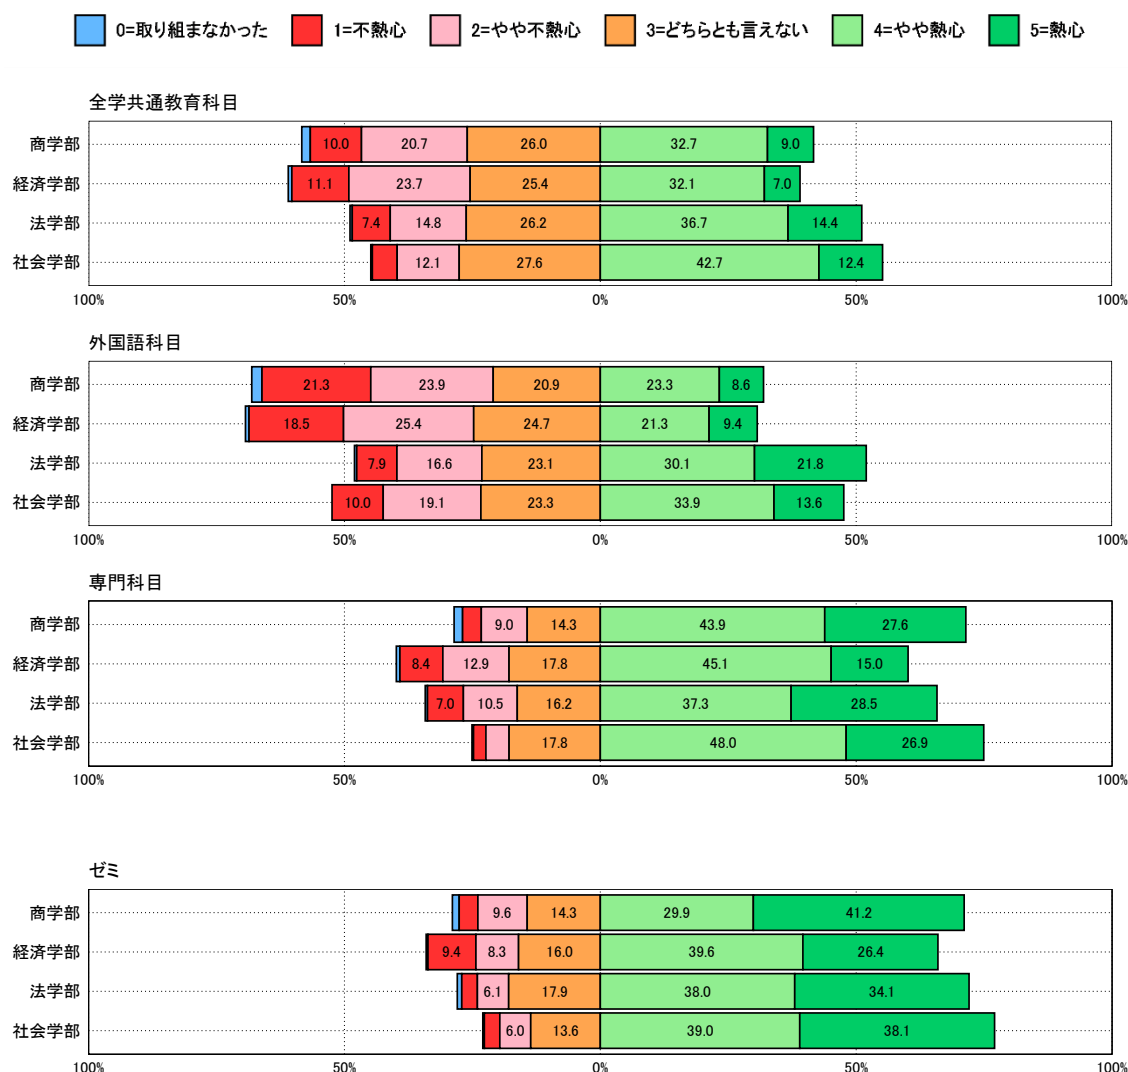 0=取り組まなかった 1=不熱心 2=やや不熱心 3=どちらとも言えない 4=やや熱心 5=熱心
全学共通教育科目
商学部 10.0 20.7 26.0 32.7 9.0
経済学部 11.1 23.7 25.4 32.1 7.0
法学部 7.4 14.8 26.2 36.7 14.4
社会学部 12.1 27.6 42.7 12.4
100% 50% 0% 50% 100%
外国語科目
商学部 21.3 23.9 20.9 23.3 8.6
経済学部 18.5 25.4 24.7 21.3 9.4
法学部 7.9 16.6 23.1 30.1 21.8
社会学部 10.0 19.1 23.3 33.9 13.6
100% 50% 0% 50% 100%
専門科目
商学部 9.0 14.3 43.9 27.6
経済学部 8.4 12.9 17.8 45.1 15.0
法学部 7.0 10.5 16.2 37.3 28.5
社会学部 17.8 48.0 26.9
100% 50% 0% 50% 100%
ゼミ
商学部 9.6 14.3 29.9 41.2
経済学部 9.4 8.3 16.0 39.6 26.4
法学部 6.1 17.9 38.0 34.1
社会学部 6.0 13.6 39.0 38.1
100% 50% 0% 50% 100%